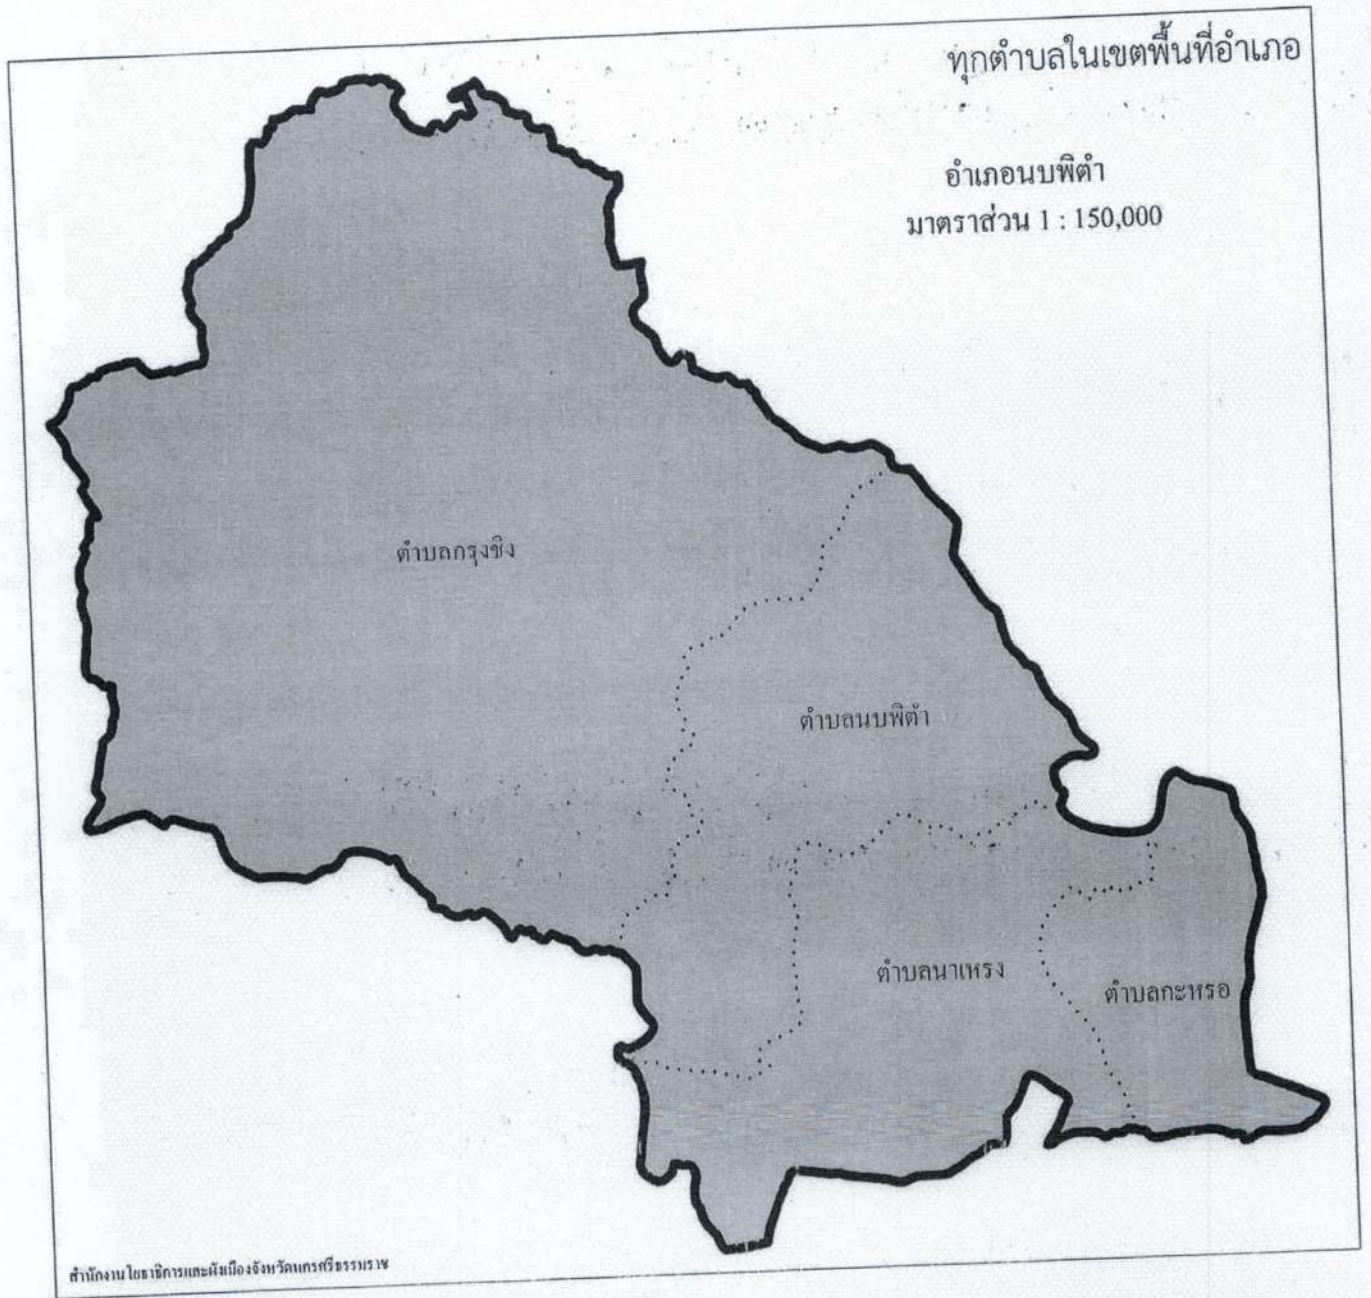 ทุกตำบลในเขตพื้นที่อำเภอ
อำเภอนบพิตำ
มาตราส่วน 1 : 150,000
ตำบลกรุงชิง
ตำบลนบพิตำ
ตำบลนาเหรง
ตำบลกะหรอ
สำนักงานโยธาธิการและผังเมืองจังหวัดนครศรีธรรมราช